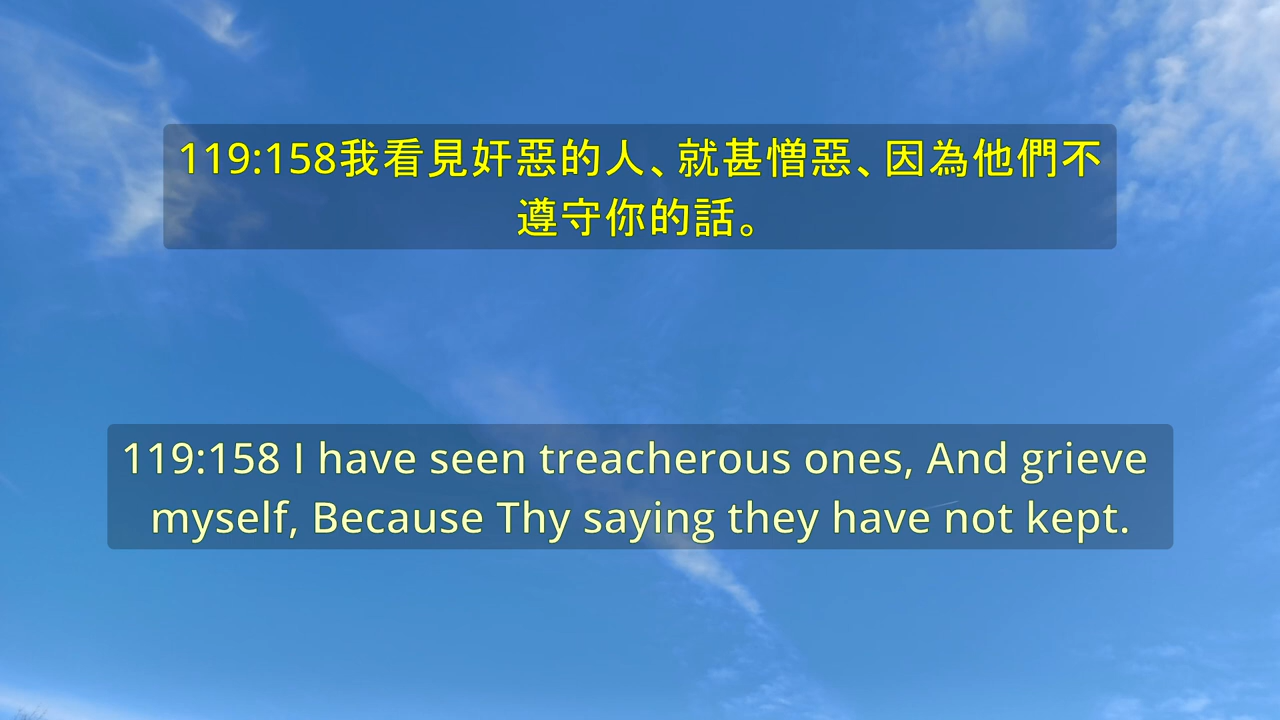 119:158我看見奸惡的人、就甚憎惡、因為他們不
遵守你的話。
119:158 I have seen treacherous ones, And grieve
myself, Because Thy saying they have not kept.